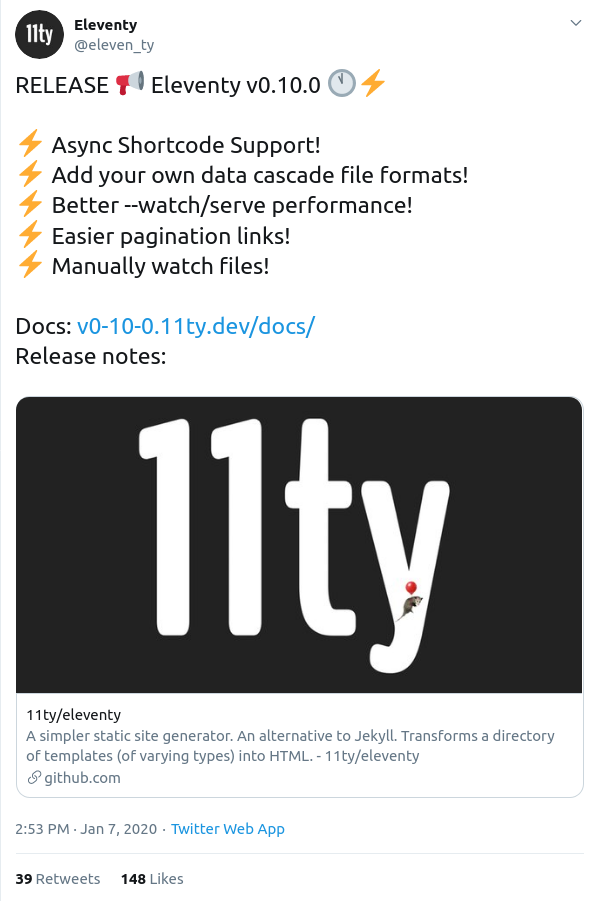 11ty
Eleventy
@eleven_ty
RELEASE 📢 Eleventy v0.10.0 🕚⚡
⚡ Async Shortcode Support!
⚡ Add your own data cascade file formats!
⚡ Better --watch/serve performance!
⚡ Easier pagination links!
⚡ Manually watch files!
Docs: v0-10-0.11ty.dev/docs/
Release notes:
11ty
11ty/eleventy
A simpler static site generator. An alternative to Jekyll. Transforms a directory
of templates (of varying types) into HTML. - 11ty/eleventy
github.com
2:53 PM · Jan 7, 2020 · Twitter Web App
39 Retweets 148 Likes